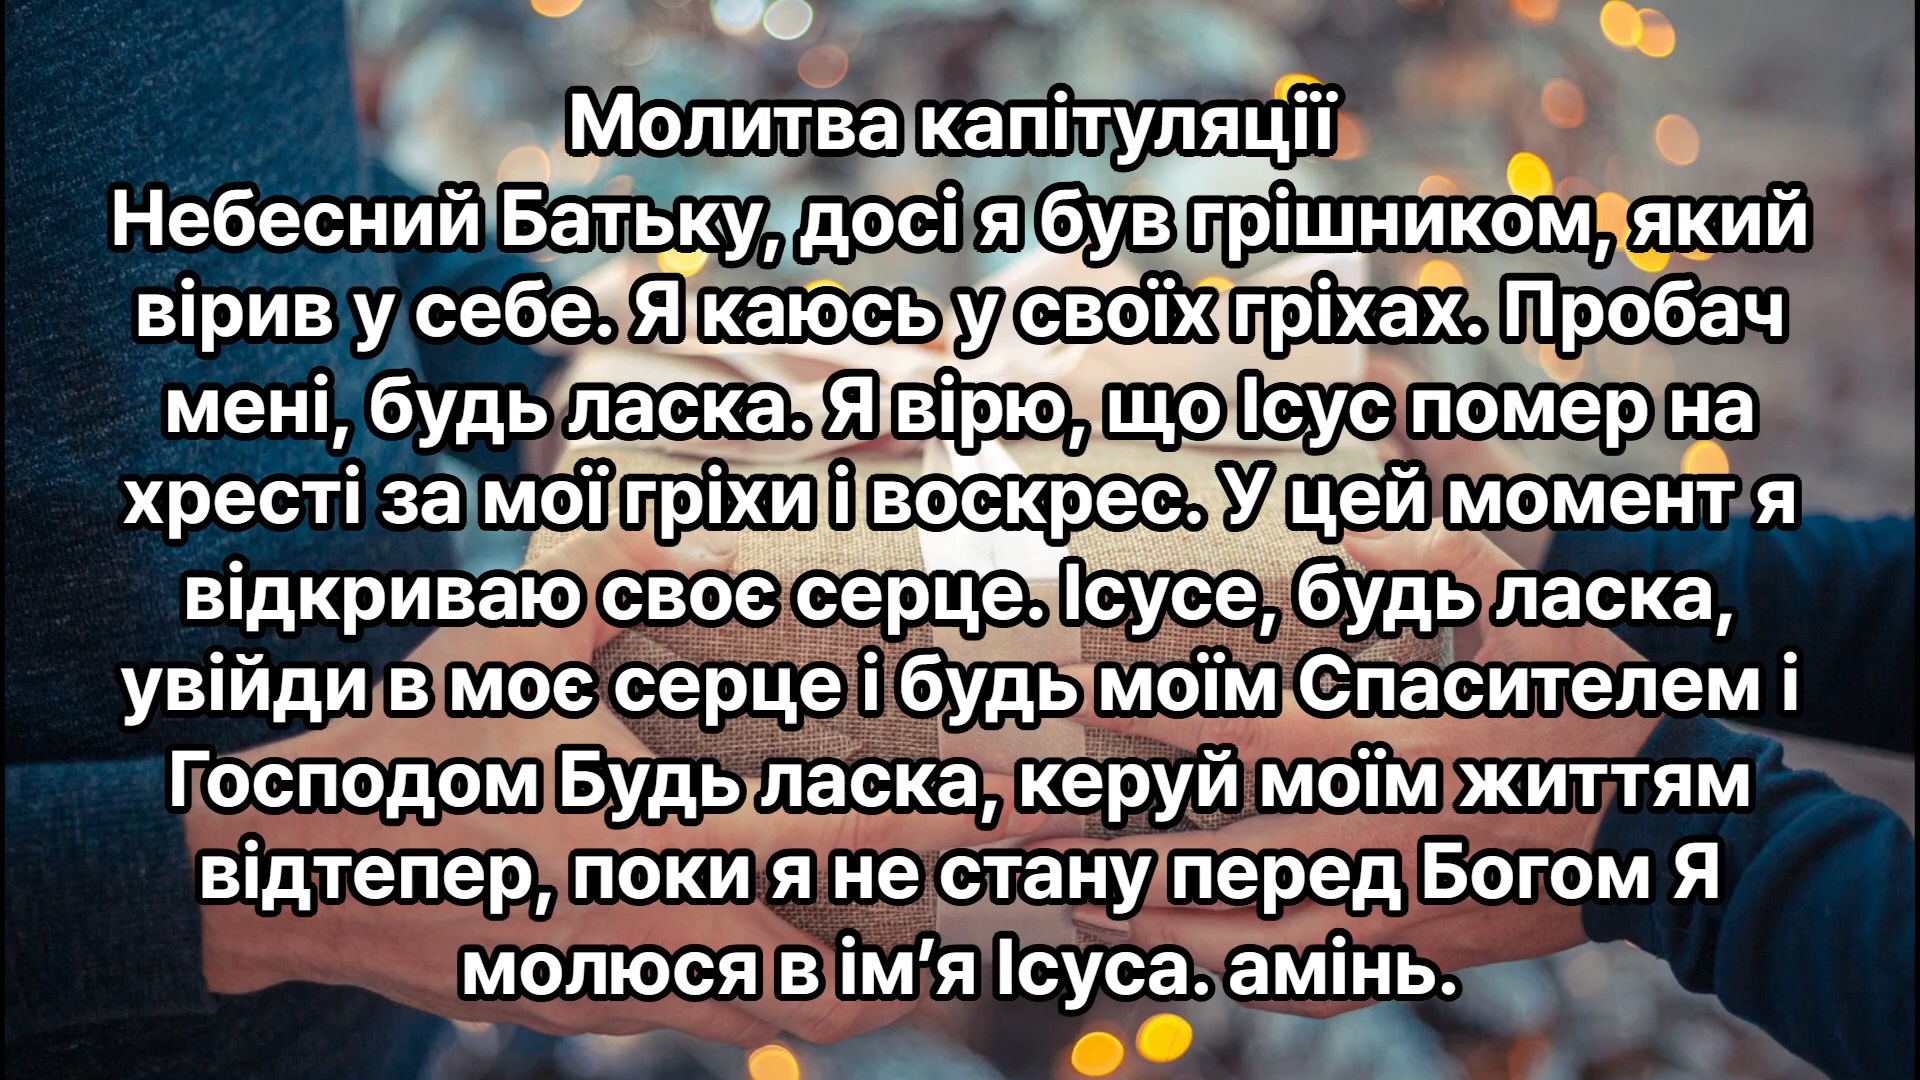 Молитва капітуляції
Небесний Батьку, досі я був грішником, який
вірив у себе. Я каюсь у своїх гріхах. Пробач
мені, будь ласка. Я вірю, що Ісус помер на
хресті за мої гріхи і воскрес. У цей момент я
відкриваю своє серце. Ісусе, будь ласка,
увійди в моє серце і будь моїм Спасителем і
Господом Будь ласка, керуй моїм життям
відтепер, поки я не стану перед Богом Я
молюся в ім’я Ісуса. амінь.